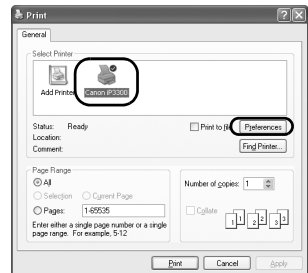 Print
General
Select Printer
Add Printer
Canon iP3300
Status: Ready
Location:
Comment:
Print to file
Preferences
Find Printer...
Page Range
All
Selection
Current Page
Pages: 1-65535
Enter either a single page number or a single
page range. For example, 5-12
Number of copies: 1
Collate
1 1 2 2 3 3
Print
Cancel
Apply